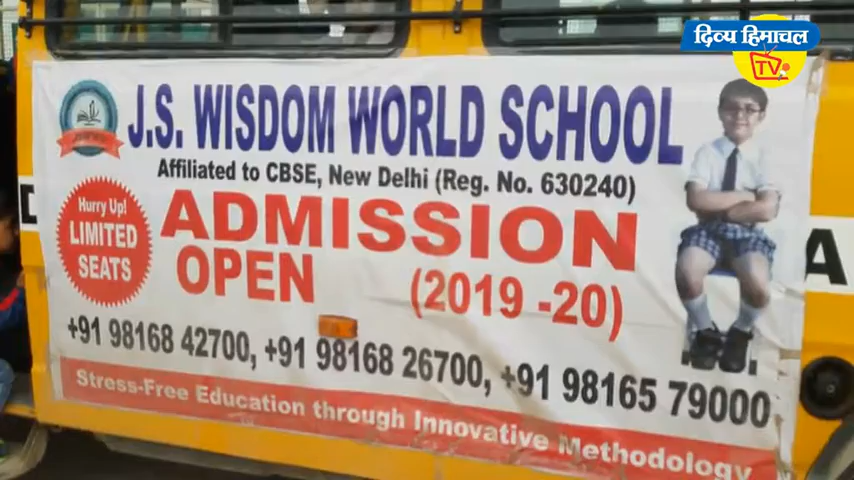 दिव्य हिमाचल
TV
J.S. WISDOM WORLD SCHOOL
Affiliated to CBSE, New Delhi (Reg. No. 630240)
Hurry Up!
LIMITED
SEATS
ADMISSION
OPEN (2019 -20)
+91 98168 42700, +91 98168 26700, +91 98165 79000
Stress-Free Education through Innovative Methodology